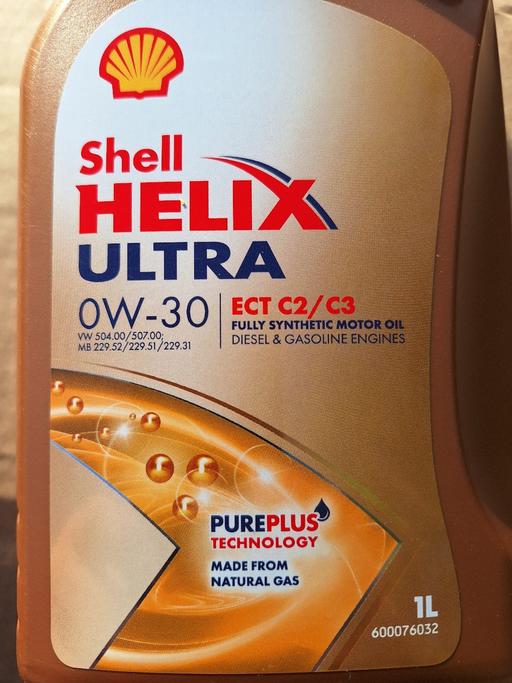 Shell
HELIX
ULTRA
0W-30
VW 504.00/507.00;
MB 229.52/229.51/229.31
ECT C2/C3
FULLY SYNTHETIC MOTOR OIL
DIESEL & GASOLINE ENGINES
PUREPLUS
TECHNOLOGY
MADE FROM
NATURAL GAS
1L
600076032